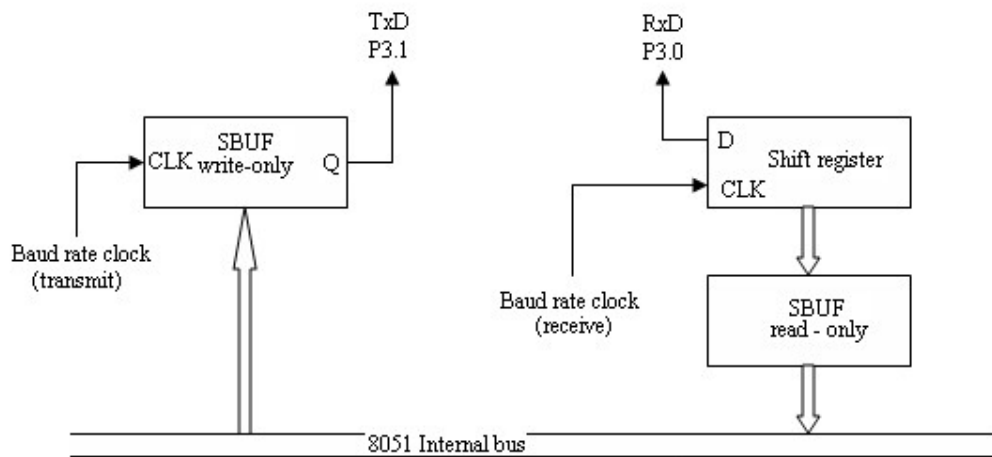 TxD
P3.1
RxD
P3.0
SBUF
write-only
CLK
Q
D
Shift register
CLK
Baud rate clock
(transmit)
Baud rate clock
(receive)
SBUF
read - only
8051 Internal bus